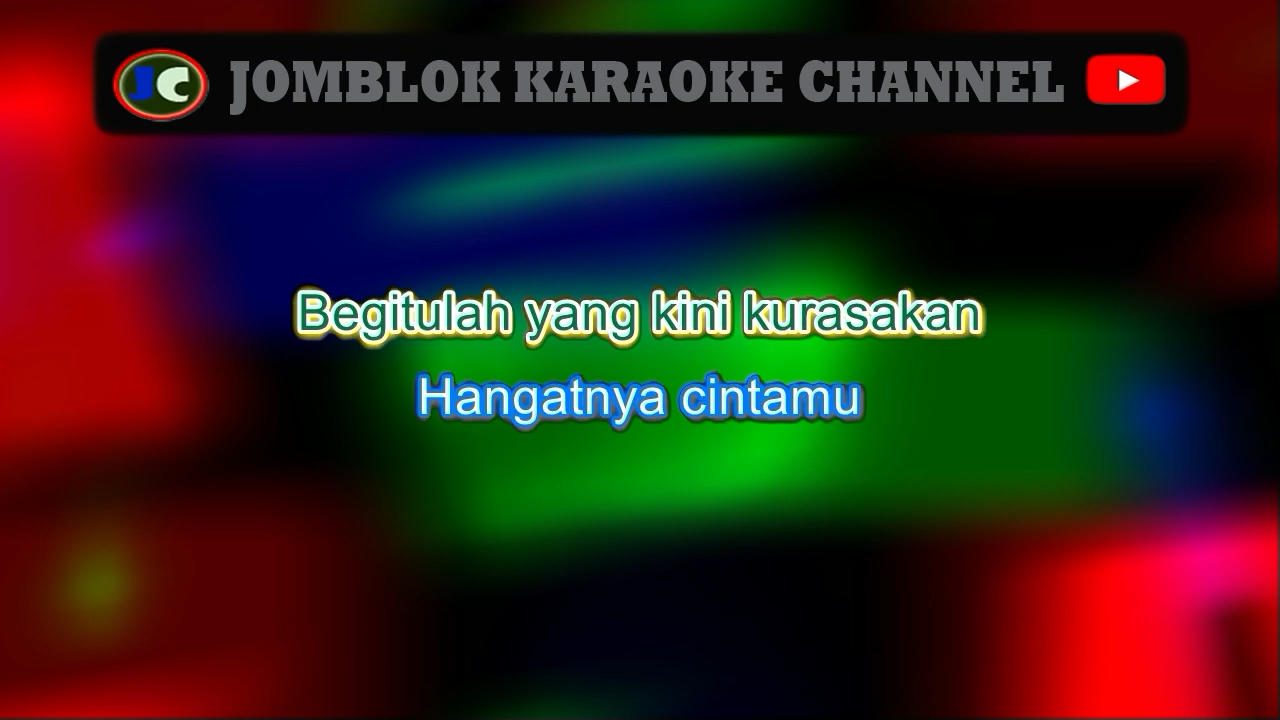 JC JOMBLOK KARAOKE CHANNEL
Begitulah yang kini kurasakan
Hangatnya cintamu